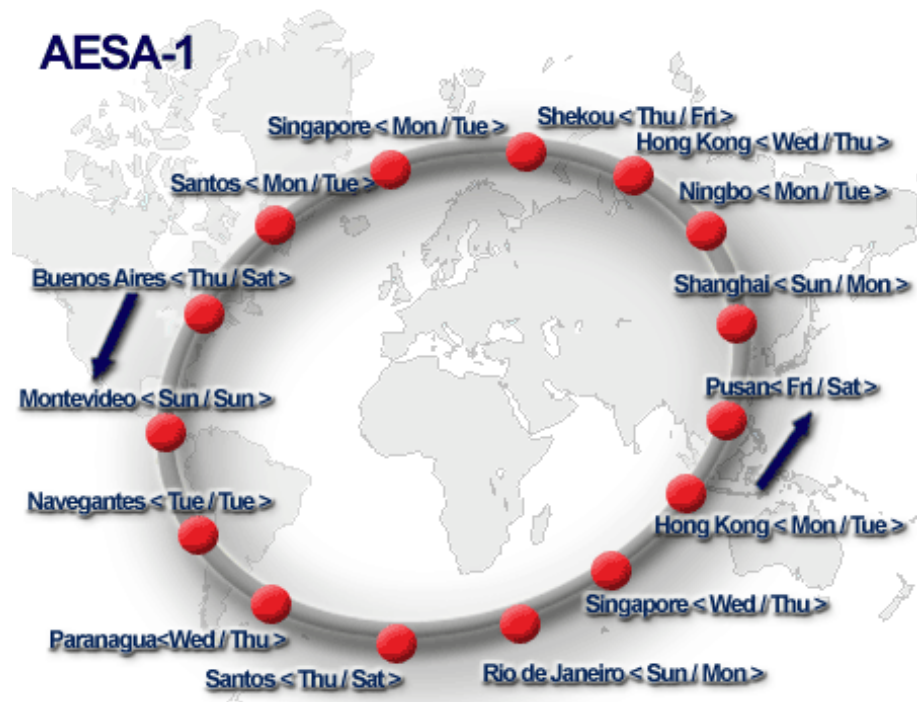 AESA-1
Shekou < Thu / Fri >
Singapore < Mon / Tue >
Hong Kong < Wed / Thu >
Santos < Mon / Tue >
Ningbo < Mon / Tue >
Buenos Aires < Thu / Sat >
Shanghai < Sun / Mon >
Montevideo < Sun / Sun >
Pusan< Fri / Sat >
Navegantes < Tue / Tue >
Hong Kong < Mon / Tue >
Singapore < Wed / Thu >
Paranagua<Wed / Thu >
Santos < Thu / Sat >
Rio de Janeiro < Sun / Mon >